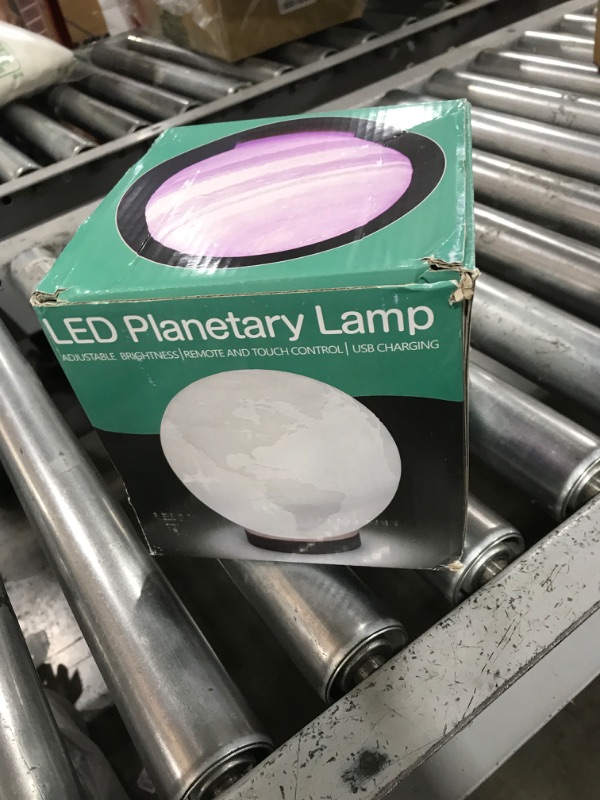 LED Planetary Lamp
ADJUSTABLE BRIGHTNESS | REMOTE AND TOUCH CONTROL | USB CHARGING